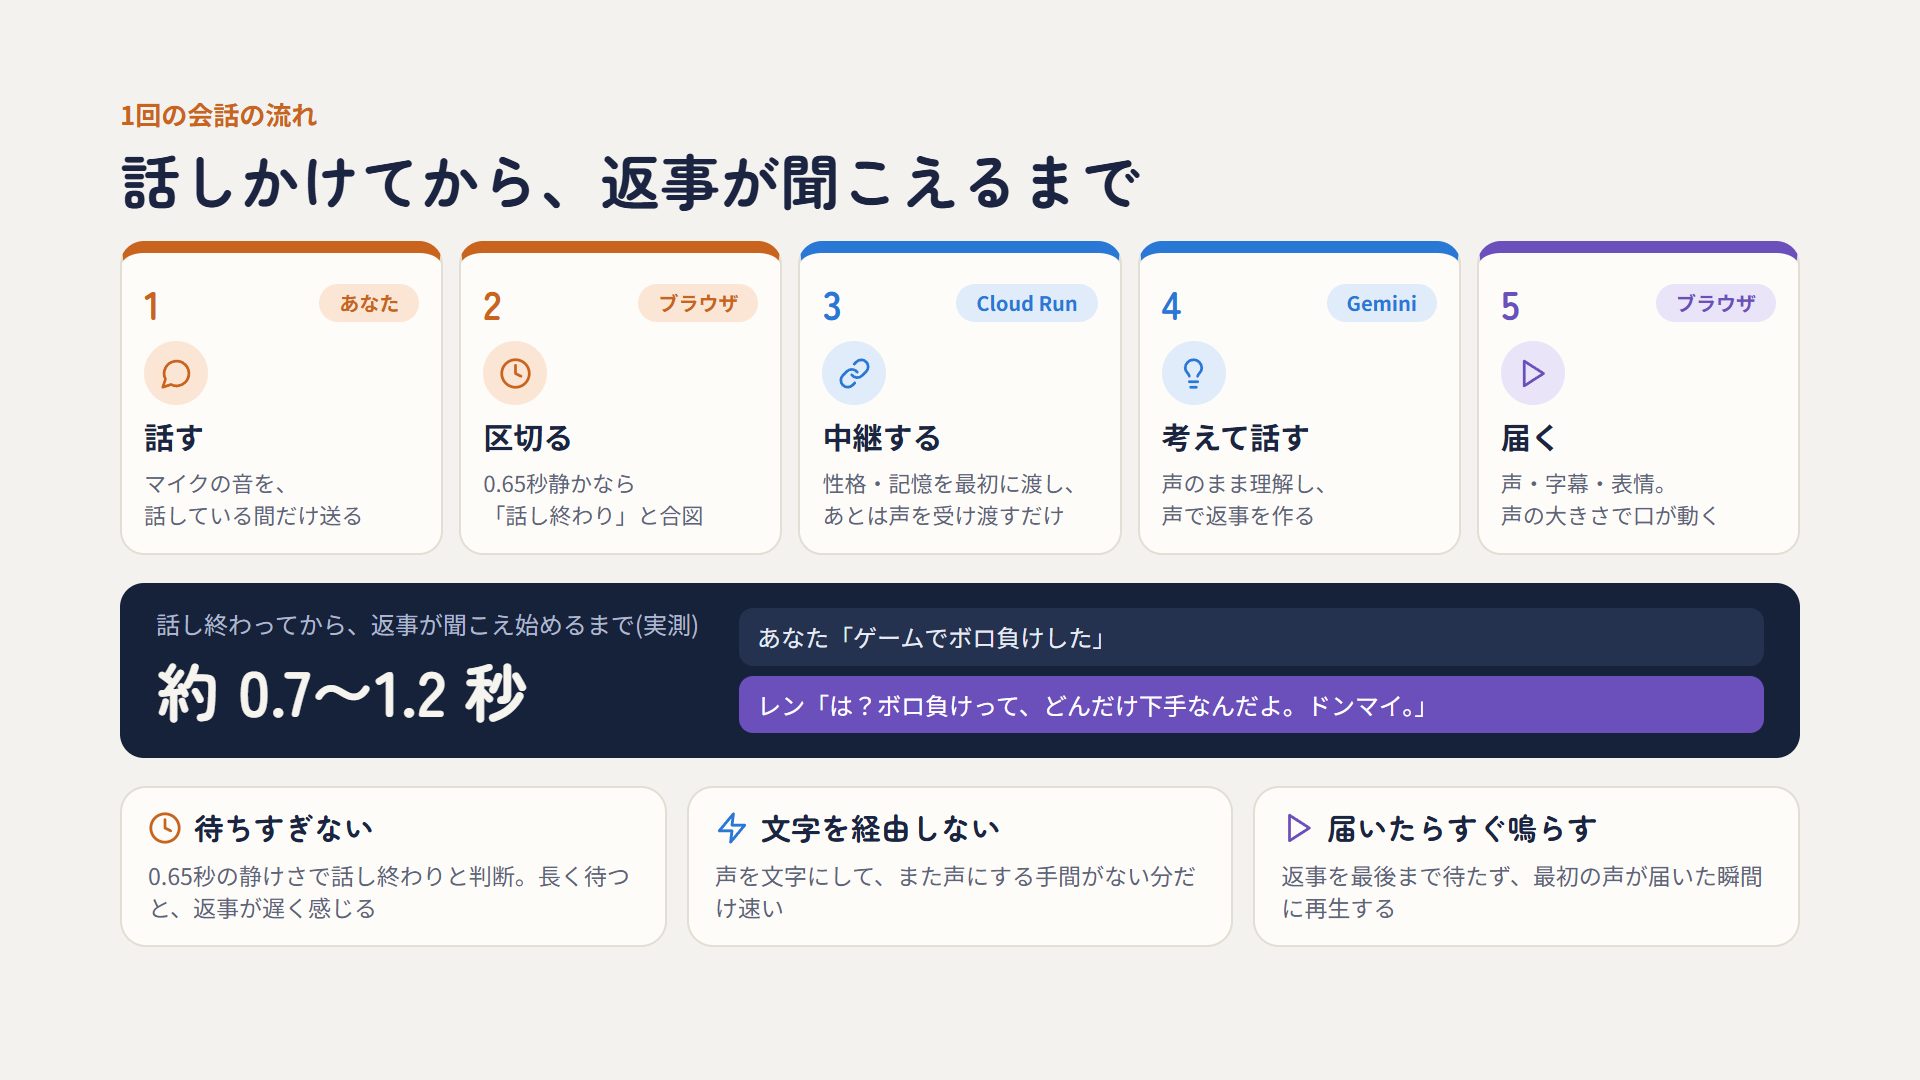 1回の会話の流れ
話しかけてから、返事が聞こえるまで
1
あなた
話す
マイクの音を、
話している間だけ送る
2
ブラウザ
区切る
0.65秒静かなら
「話し終わり」と合図
3
Cloud Run
中継する
性格・記憶を最初に渡し、
あとは声を受け渡すだけ
4
Gemini
考えて話す
声のまま理解し、
声で返事を作る
5
ブラウザ
届く
声・字幕・表情。
声の大きさで口が動く
話し終わってから、返事が聞こえ始めるまで(実測)
約 0.7〜1.2 秒
あなた「ゲームでボロ負けした」
レン「は？ボロ負けって、どんだけ下手なんだよ。ドンマイ。」
待ちすぎない
0.65秒の静けさで話し終わりと判断。長く待つ
と、返事が遅く感じる
文字を経由しない
声を文字にして、また声にする手間がない分だ
け速い
届いたらすぐ鳴らす
返事を最後まで待たず、最初の声が届いた瞬間
に再生する